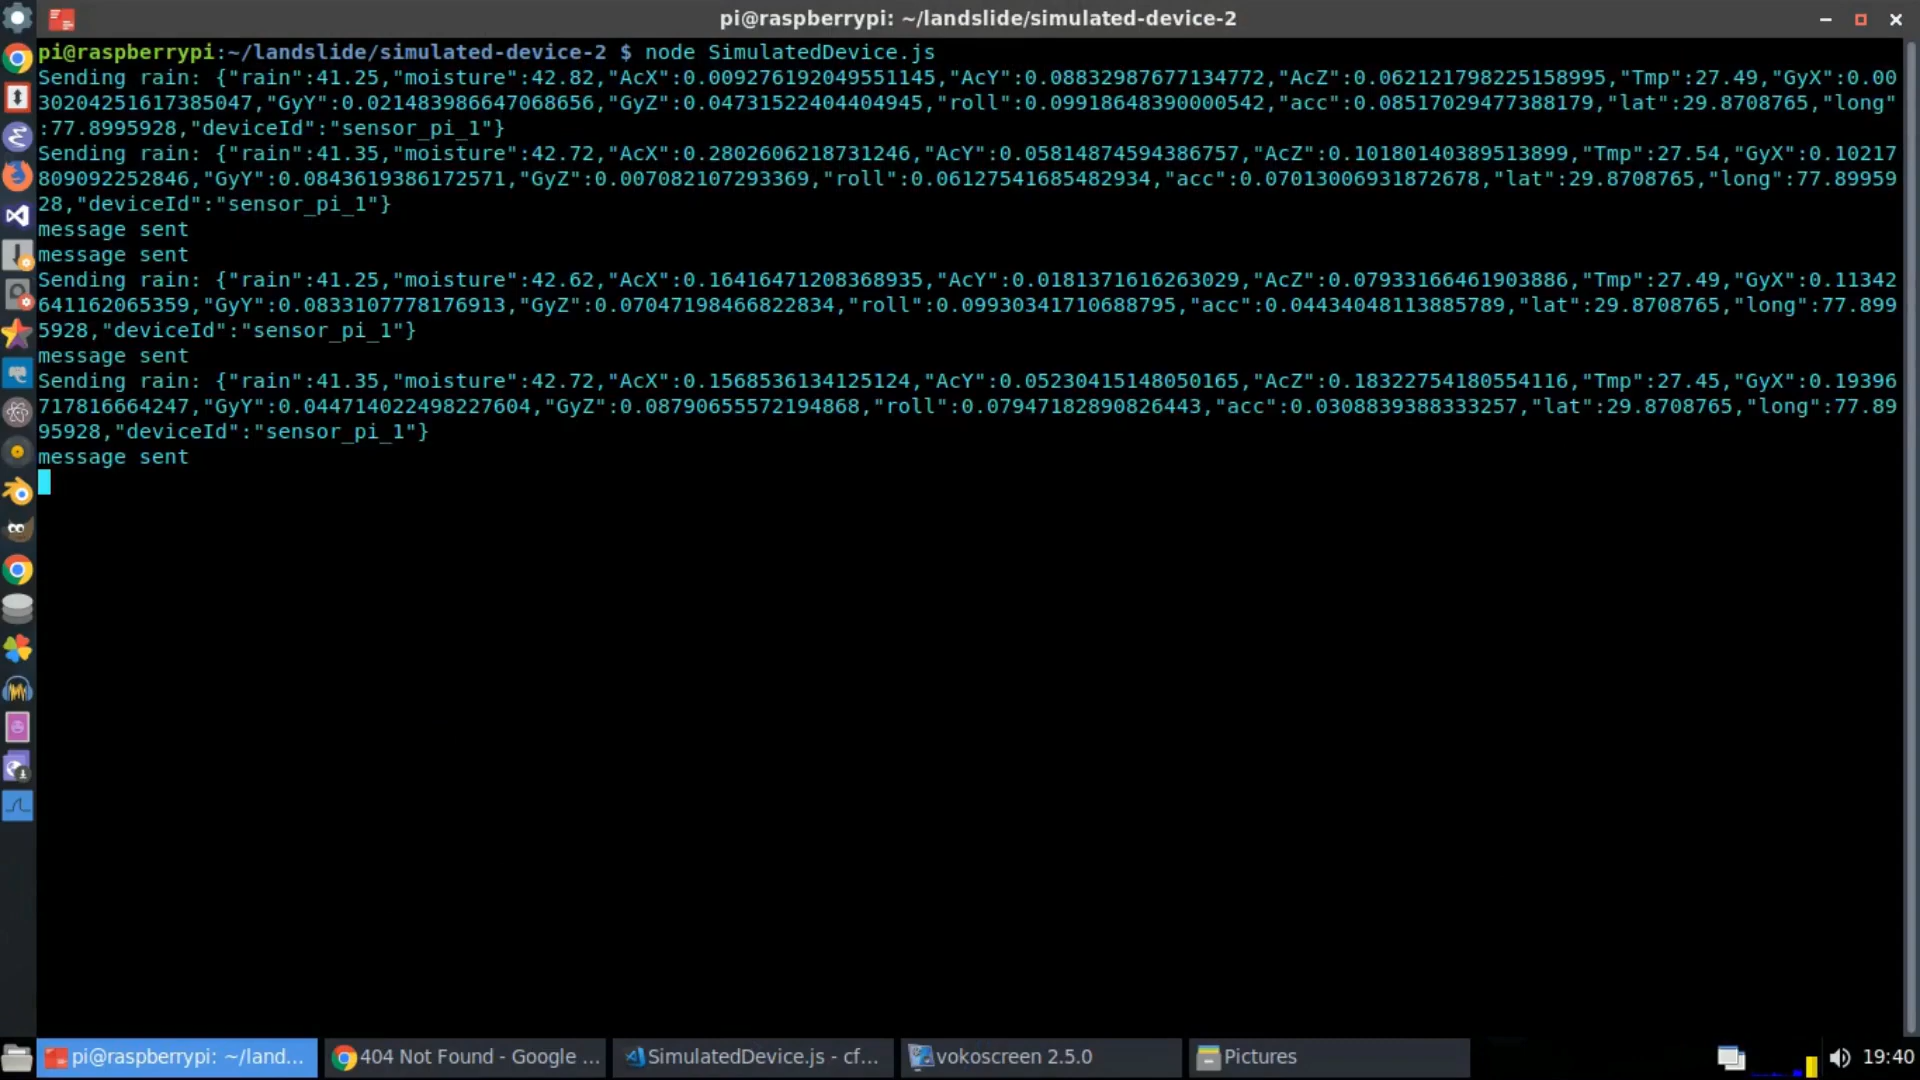 pi@raspberrypi: ~/landslide/simulated-device-2
pi@raspberrypi:~/landslide/simulated-device-2 $ node SimulatedDevice.js
Sending rain: {"rain":41.25,"moisture":42.82,"AcX":0.009276192049551145,"AcY":0.08832987677134772,"AcZ":0.062121798225158995,"Tmp":27.49,"GyX":0.00
30204251617385047,"GyY":0.021483986647068656,"GyZ":0.04731522404404945,"roll":0.09918648390000542,"acc":0.08517029477388179,"lat":29.8708765,"long"
:77.8995928,"deviceId":"sensor_pi_1"}
Sending rain: {"rain":41.35,"moisture":42.72,"AcX":0.2802606218731246,"AcY":0.05814874594386757,"AcZ":0.10180140389513899,"Tmp":27.54,"GyX":0.10217
809092252846,"GyY":0.0843619386172571,"GyZ":0.007082107293369,"roll":0.06127541685482934,"acc":0.07013006931872678,"lat":29.8708765,"long":77.89959
28,"deviceId":"sensor_pi_1"}
message sent
message sent
Sending rain: {"rain":41.25,"moisture":42.62,"AcX":0.16416471208368935,"AcY":0.0181371616263029,"AcZ":0.07933166461903886,"Tmp":27.49,"GyX":0.11342
641162065359,"GyY":0.0833107778176913,"GyZ":0.07047198466822834,"roll":0.09930341710688795,"acc":0.04434048113885789,"lat":29.8708765,"long":77.899
5928,"deviceId":"sensor_pi_1"}
message sent
Sending rain: {"rain":41.35,"moisture":42.72,"AcX":0.1568536134125124,"AcY":0.05230415148050165,"AcZ":0.18322754180554116,"Tmp":27.45,"GyX":0.19396
717816664247,"GyY":0.044714022498227604,"GyZ":0.08790655572194868,"roll":0.07947182890826443,"acc":0.0308839388333257,"lat":29.8708765,"long":77.89
95928,"deviceId":"sensor_pi_1"}
message sent
pi@raspberrypi: ~/land... 404 Not Found - Google ... SimulatedDevice.js - cf... vokoscreen 2.5.0 Pictures 19:40